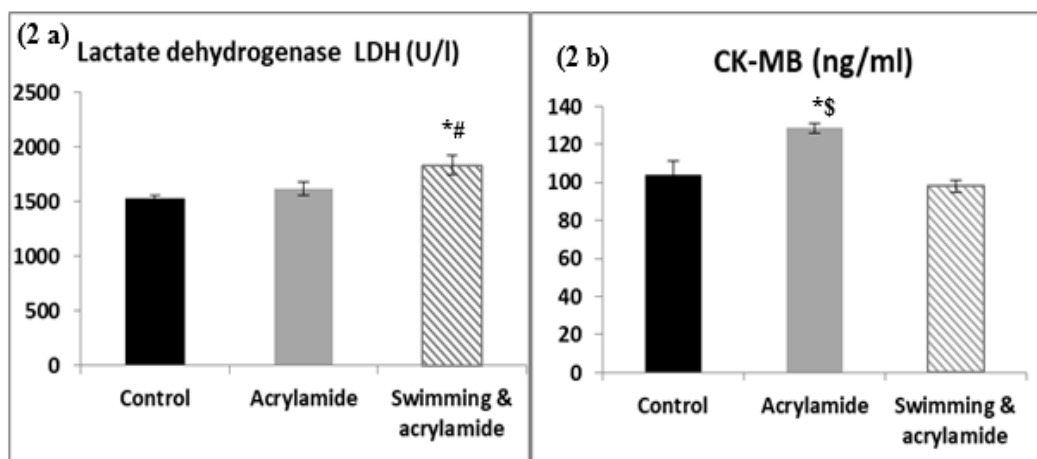 (2 a)
Lactate dehydrogenase LDH (U/l)
2500
2000
1500
1000
500
0
*#
Control
Acrylamide
Swimming &
acrylamide
(2 b)
CK-MB (ng/ml)
140
120
100
80
60
40
20
0
*$
Control
Acrylamide
Swimming &
acrylamide